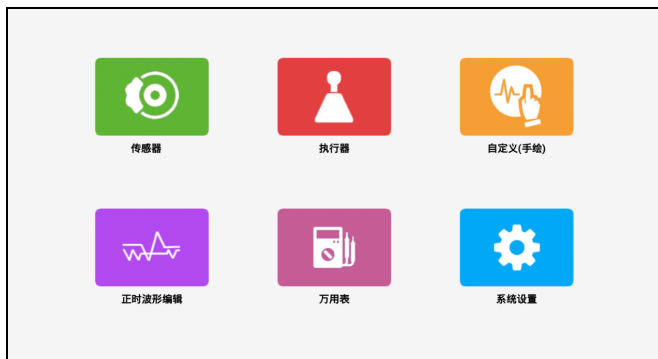 传感器
执行器
自定义(手绘)
正时波形编辑
万用表
系统设置